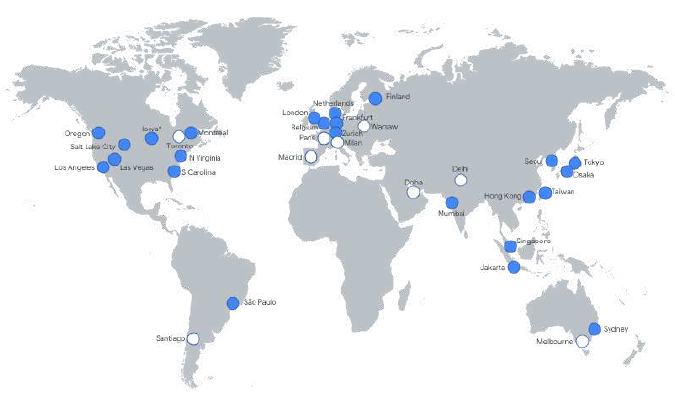 Finland
Netherlands
London
Frankfurt
Belgium
Warsaw
Zurich
Paris
Milan
Madrid
Oregon
Iowa*
Montréal
Toronto
Salt Lake City
N Virginia
Los Angeles
Las Vegas
S Carolina
Seoul
Tokyo
Osaka
Delhi
Doha
Hong Kong
Taiwan
Mumbai
Singapore
Jakarta
São Paulo
Sydney
Santiago
Melbourne